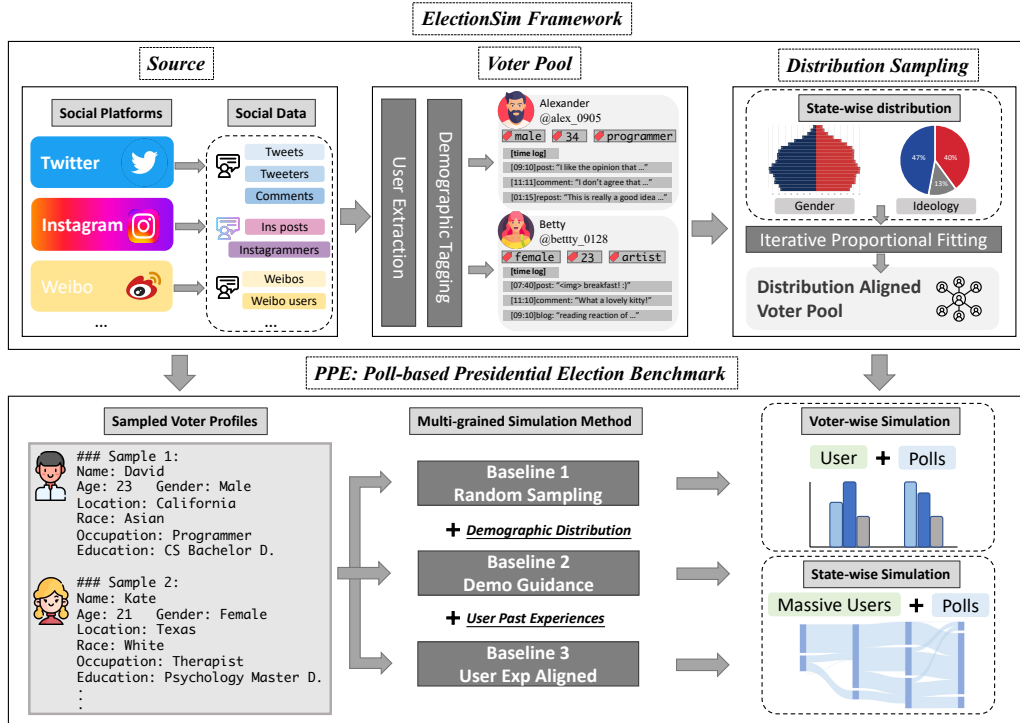 ElectionSim Framework
Source
Voter Pool
Distribution Sampling
Social Platforms
Social Data
Twitter
Tweets
Tweeters
Comments
Instagram
Ins posts
Instagrammers
Weibo
Weibos
Weibo users
...
...
User Extraction
Demographic Tagging
Alexander
@alex_0905
male
34
programmer
[time log]
[09:10]post: "I like the opinion that ..."
[11:11]comment: "I don't agree that ..."
[01:15]repost: "This is really a good idea ..."
Betty
@bettty_0128
female
23
artist
[time log]
[07:40]post: "<img> breakfast! :)"
[11:10]comment: "What a lovely kitty!"
[09:10]blog: "reading reaction of ..."
State-wise distribution
47%
40%
13%
Gender
Ideology
Iterative Proportional Fitting
Distribution Aligned
Voter Pool
PPE: Poll-based Presidential Election Benchmark
Sampled Voter Profiles
### Sample 1:
Name: David
Age: 23 Gender: Male
Location: California
Race: Asian
Occupation: Programmer
Education: CS Bachelor D.
### Sample 2:
Name: Kate
Age: 21 Gender: Female
Location: Texas
Race: White
Occupation: Therapist
Education: Psychology Master D.
.
.
.
Multi-grained Simulation Method
Baseline 1
Random Sampling
+ Demographic Distribution
Baseline 2
Demo Guidance
+ User Past Experiences
Baseline 3
User Exp Aligned
Voter-wise Simulation
User + Polls
State-wise Simulation
Massive Users + Polls